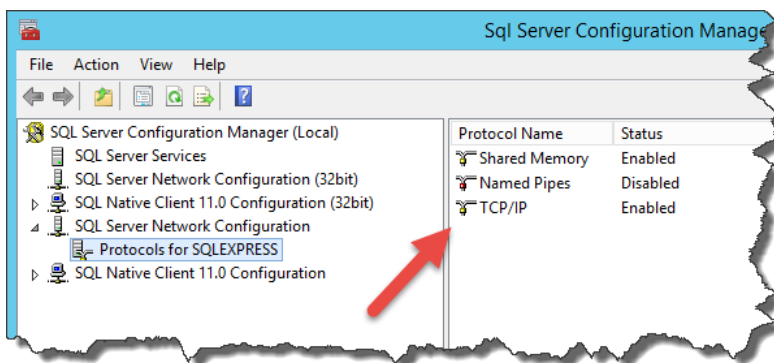 Sql Server Configuration Manage
File Action View Help
SQL Server Configuration Manager (Local)
SQL Server Services
SQL Server Network Configuration (32bit)
SQL Native Client 11.0 Configuration (32bit)
SQL Server Network Configuration
Protocols for SQLEXPRESS
SQL Native Client 11.0 Configuration
Protocol Name Status
Shared Memory Enabled
Named Pipes Disabled
TCP/IP Enabled